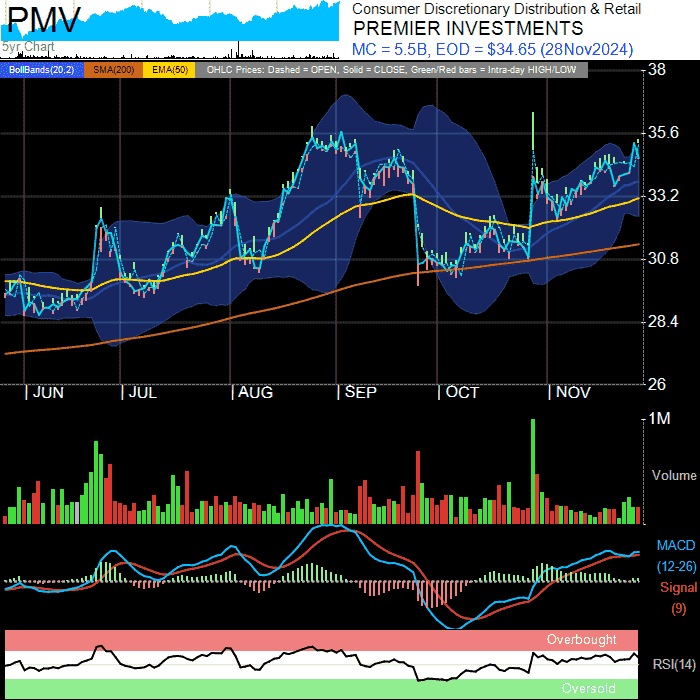 PMV
5yr Chart
Consumer Discretionary Distribution & Retail
PREMIER INVESTMENTS
MC = 5.5B, EOD = $34.65 (28Nov2024)
BollBands(20,2) SMA(200) EMA(50) OHLC Prices: Dashed = OPEN, Solid = CLOSE, Green/Red bars = Intra-day HIGH/LOW
38
35.6
33.2
30.8
28.4
26
JUN JUL AUG SEP OCT NOV
1M
Volume
MACD
(12-26)
Signal
(9)
Overbought
RSI(14)
Oversold